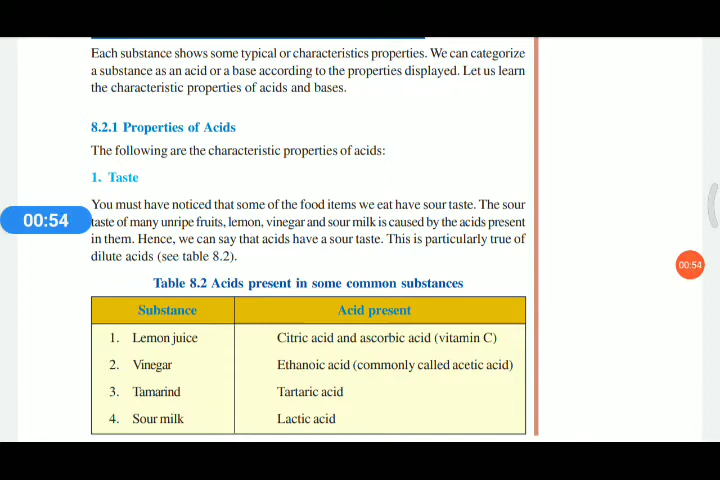 Each substance shows some typical or characteristics properties. We can categorize
a substance as an acid or a base according to the properties displayed. Let us learn
the characteristic properties of acids and bases.
8.2.1 Properties of Acids
The following are the characteristic properties of acids:
1. Taste
You must have noticed that some of the food items we eat have sour taste. The sour
taste of many unripe fruits, lemon, vinegar and sour milk is caused by the acids present
in them. Hence, we can say that acids have a sour taste. This is particularly true of
dilute acids (see table 8.2).
00:54
00:54
Table 8.2 Acids present in some common substances
Substance Acid present
1. Lemon juice Citric acid and ascorbic acid (vitamin C)
2. Vinegar Ethanoic acid (commonly called acetic acid)
3. Tamarind Tartaric acid
4. Sour milk Lactic acid